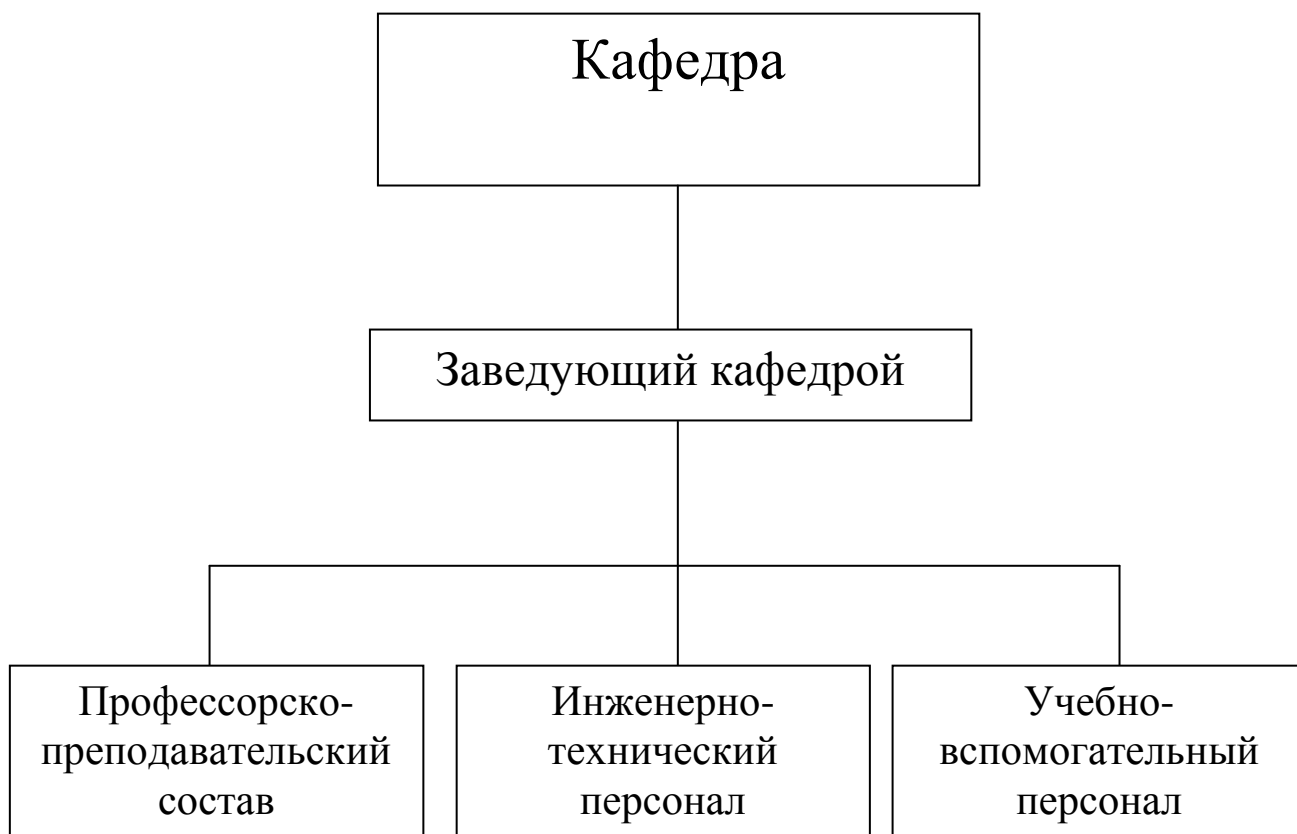 Кафедра
Заведующий кафедрой
Профессорско-
преподавательский
состав
Инженерно-
технический
персонал
Учебно-
вспомогательный
персонал